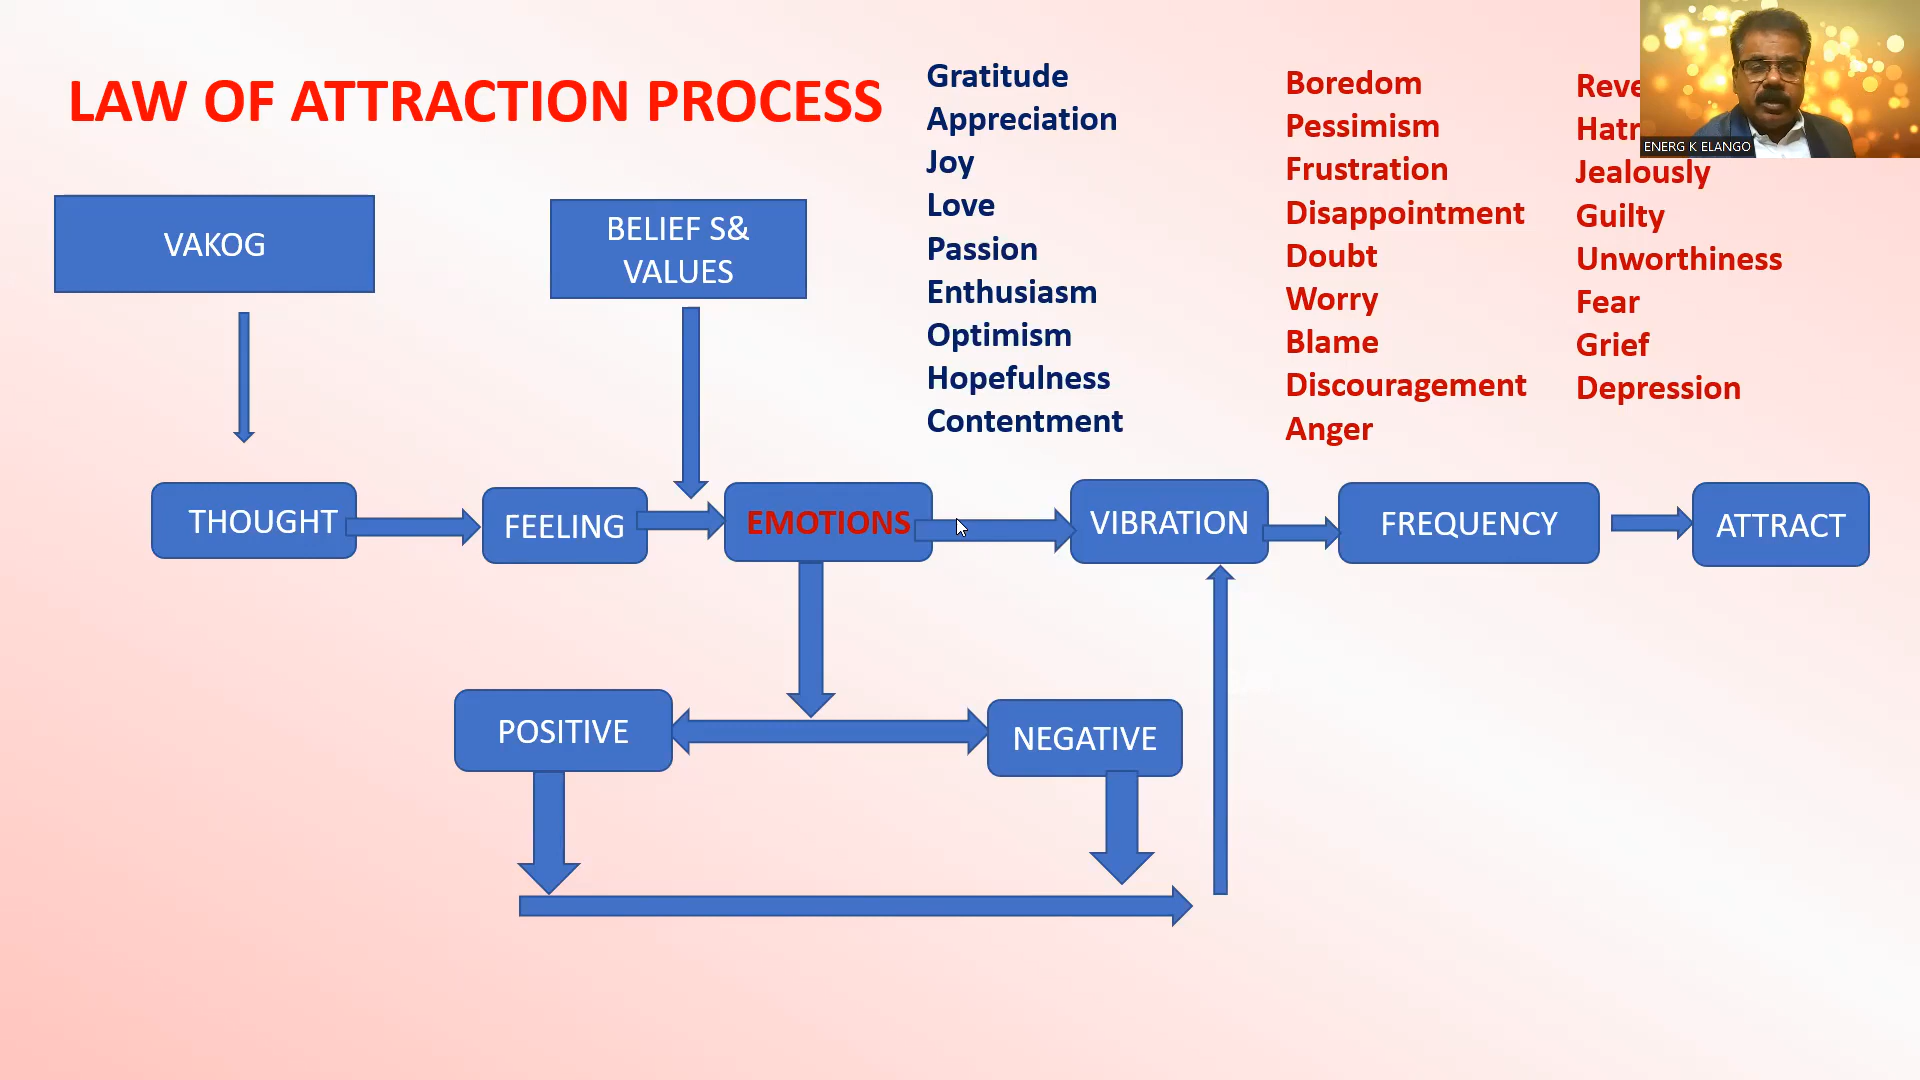 LAW OF ATTRACTION PROCESS
Gratitude
Appreciation
Joy
Love
Passion
Enthusiasm
Optimism
Hopefulness
Contentment
Boredom
Pessimism
Frustration
Disappointment
Doubt
Worry
Blame
Discouragement
Anger
Jealously
Guilty
Unworthiness
Fear
Grief
Depression
ENERG K ELANGO
VAKOG
BELIEF S&
VALUES
THOUGHT
FEELING
EMOTIONS
VIBRATION
FREQUENCY
ATTRACT
POSITIVE
NEGATIVE